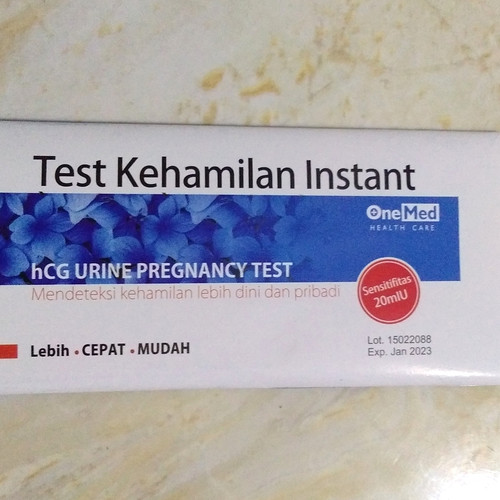 Test Kehamilan Instant
OneMed
HEALTH CARE
hCG URINE PREGNANCY TEST
Mendeteksi kehamilan lebih dini dan pribadi
Sensitifitas
20mIU
Lebih • CEPAT • MUDAH
Lot. 15022088
Exp. Jan 2023